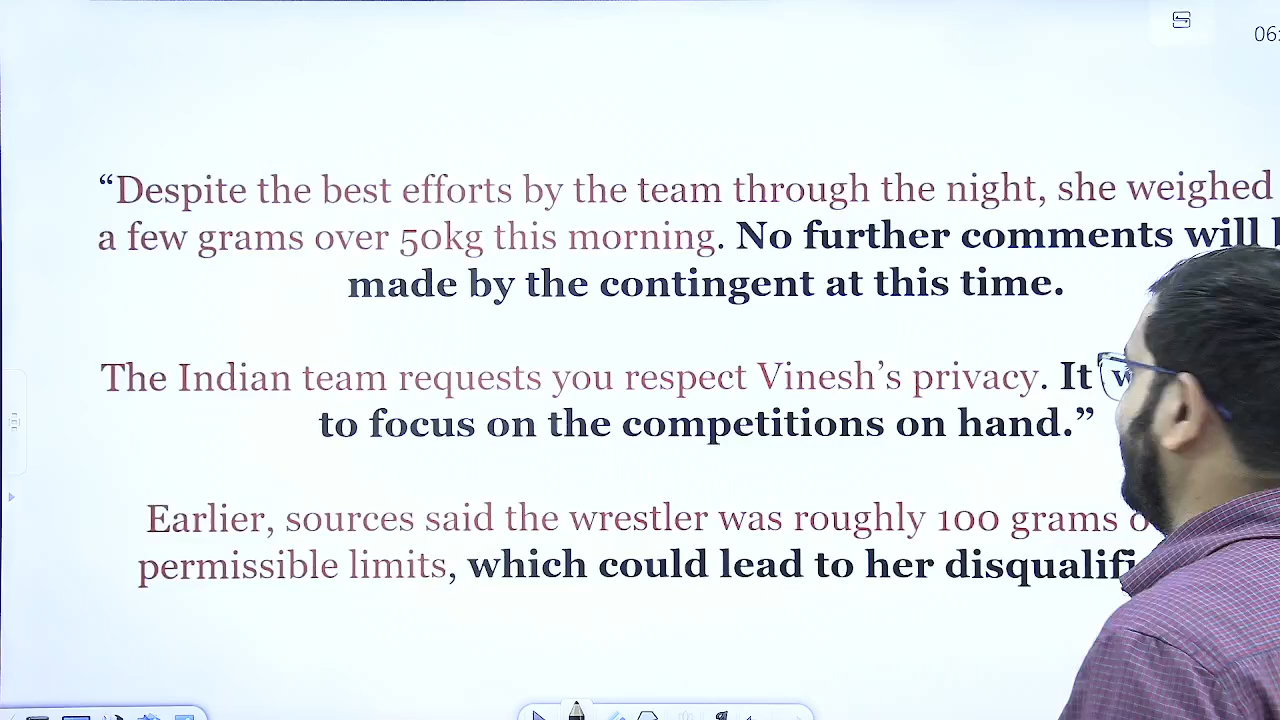 06:
“Despite the best efforts by the team through the night, she weighed
a few grams over 50kg this morning. No further comments will
made by the contingent at this time.
The Indian team requests you respect Vinesh’s privacy. It
to focus on the competitions on hand.”
Earlier, sources said the wrestler was roughly 100 grams
permissible limits, which could lead to her